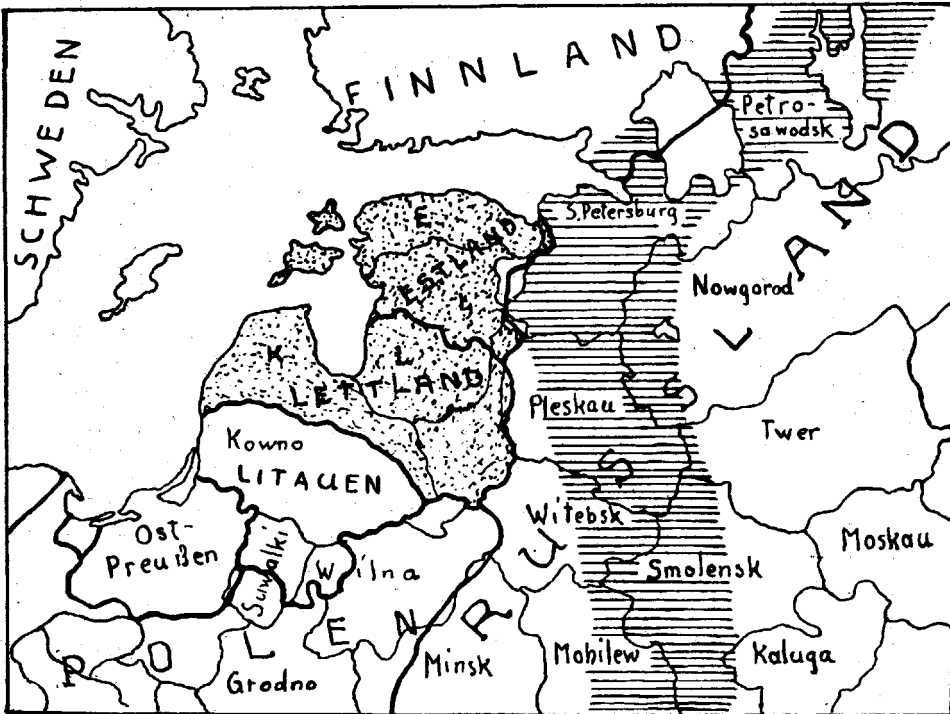 SCHWEDEN
FINNLAND
Petro-
sawodsk
S.Petersburg
E
ESTLAND
L
Nowgorod
RUSSLAND
K
L
LETTLAND
Pleskau
Twer
Kowno
LITAUEN
Witebsk
Moskau
Ost-
Preußen
Suwalki
Wilna
Smolensk
POLEN
Grodno
Minsk
Mohilew
Kaluga